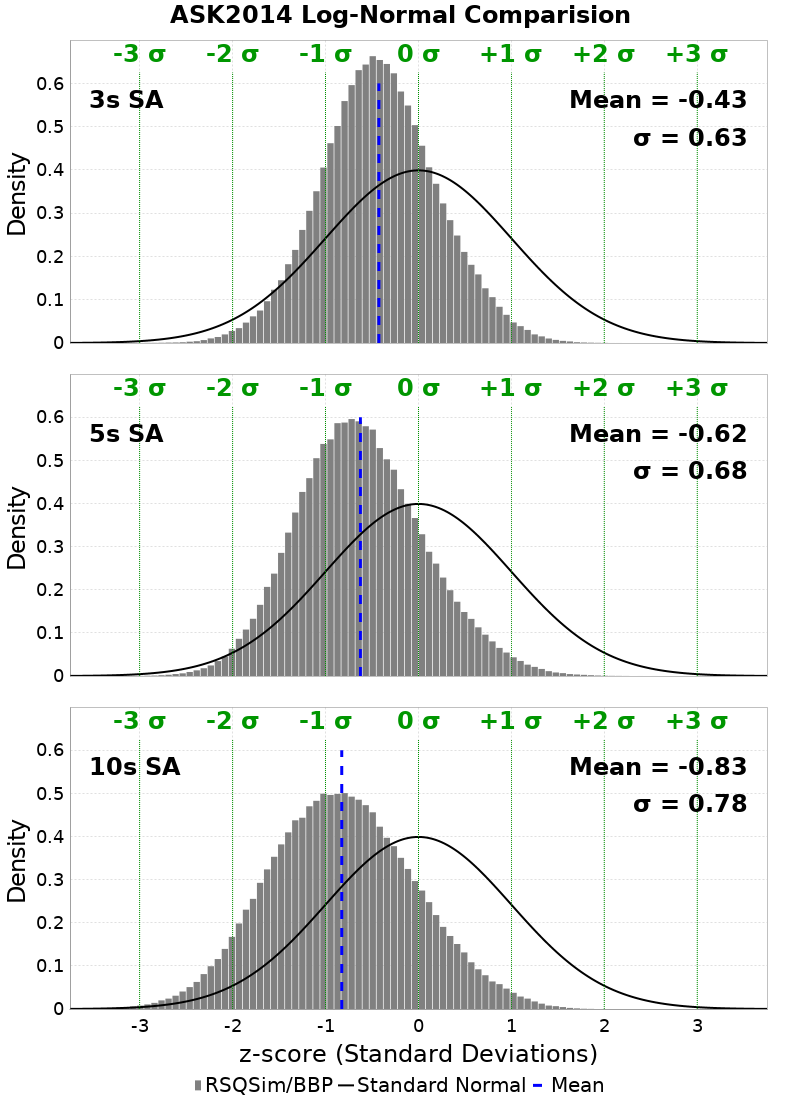 ASK2014 Log-Normal Comparision
-3 σ -2 σ -1 σ 0 σ +1 σ +2 σ +3 σ
3s SA
Mean = -0.43
σ = 0.63
0.6
0.5
0.4
0.3
0.2
0.1
0
Density
-3 σ -2 σ -1 σ 0 σ +1 σ +2 σ +3 σ
5s SA
Mean = -0.62
σ = 0.68
0.6
0.5
0.4
0.3
0.2
0.1
0
Density
-3 σ -2 σ -1 σ 0 σ +1 σ +2 σ +3 σ
10s SA
Mean = -0.83
σ = 0.78
0.6
0.5
0.4
0.3
0.2
0.1
0
Density
-3 -2 -1 0 1 2 3
z-score (Standard Deviations)
RSQSim/BBP Standard Normal Mean